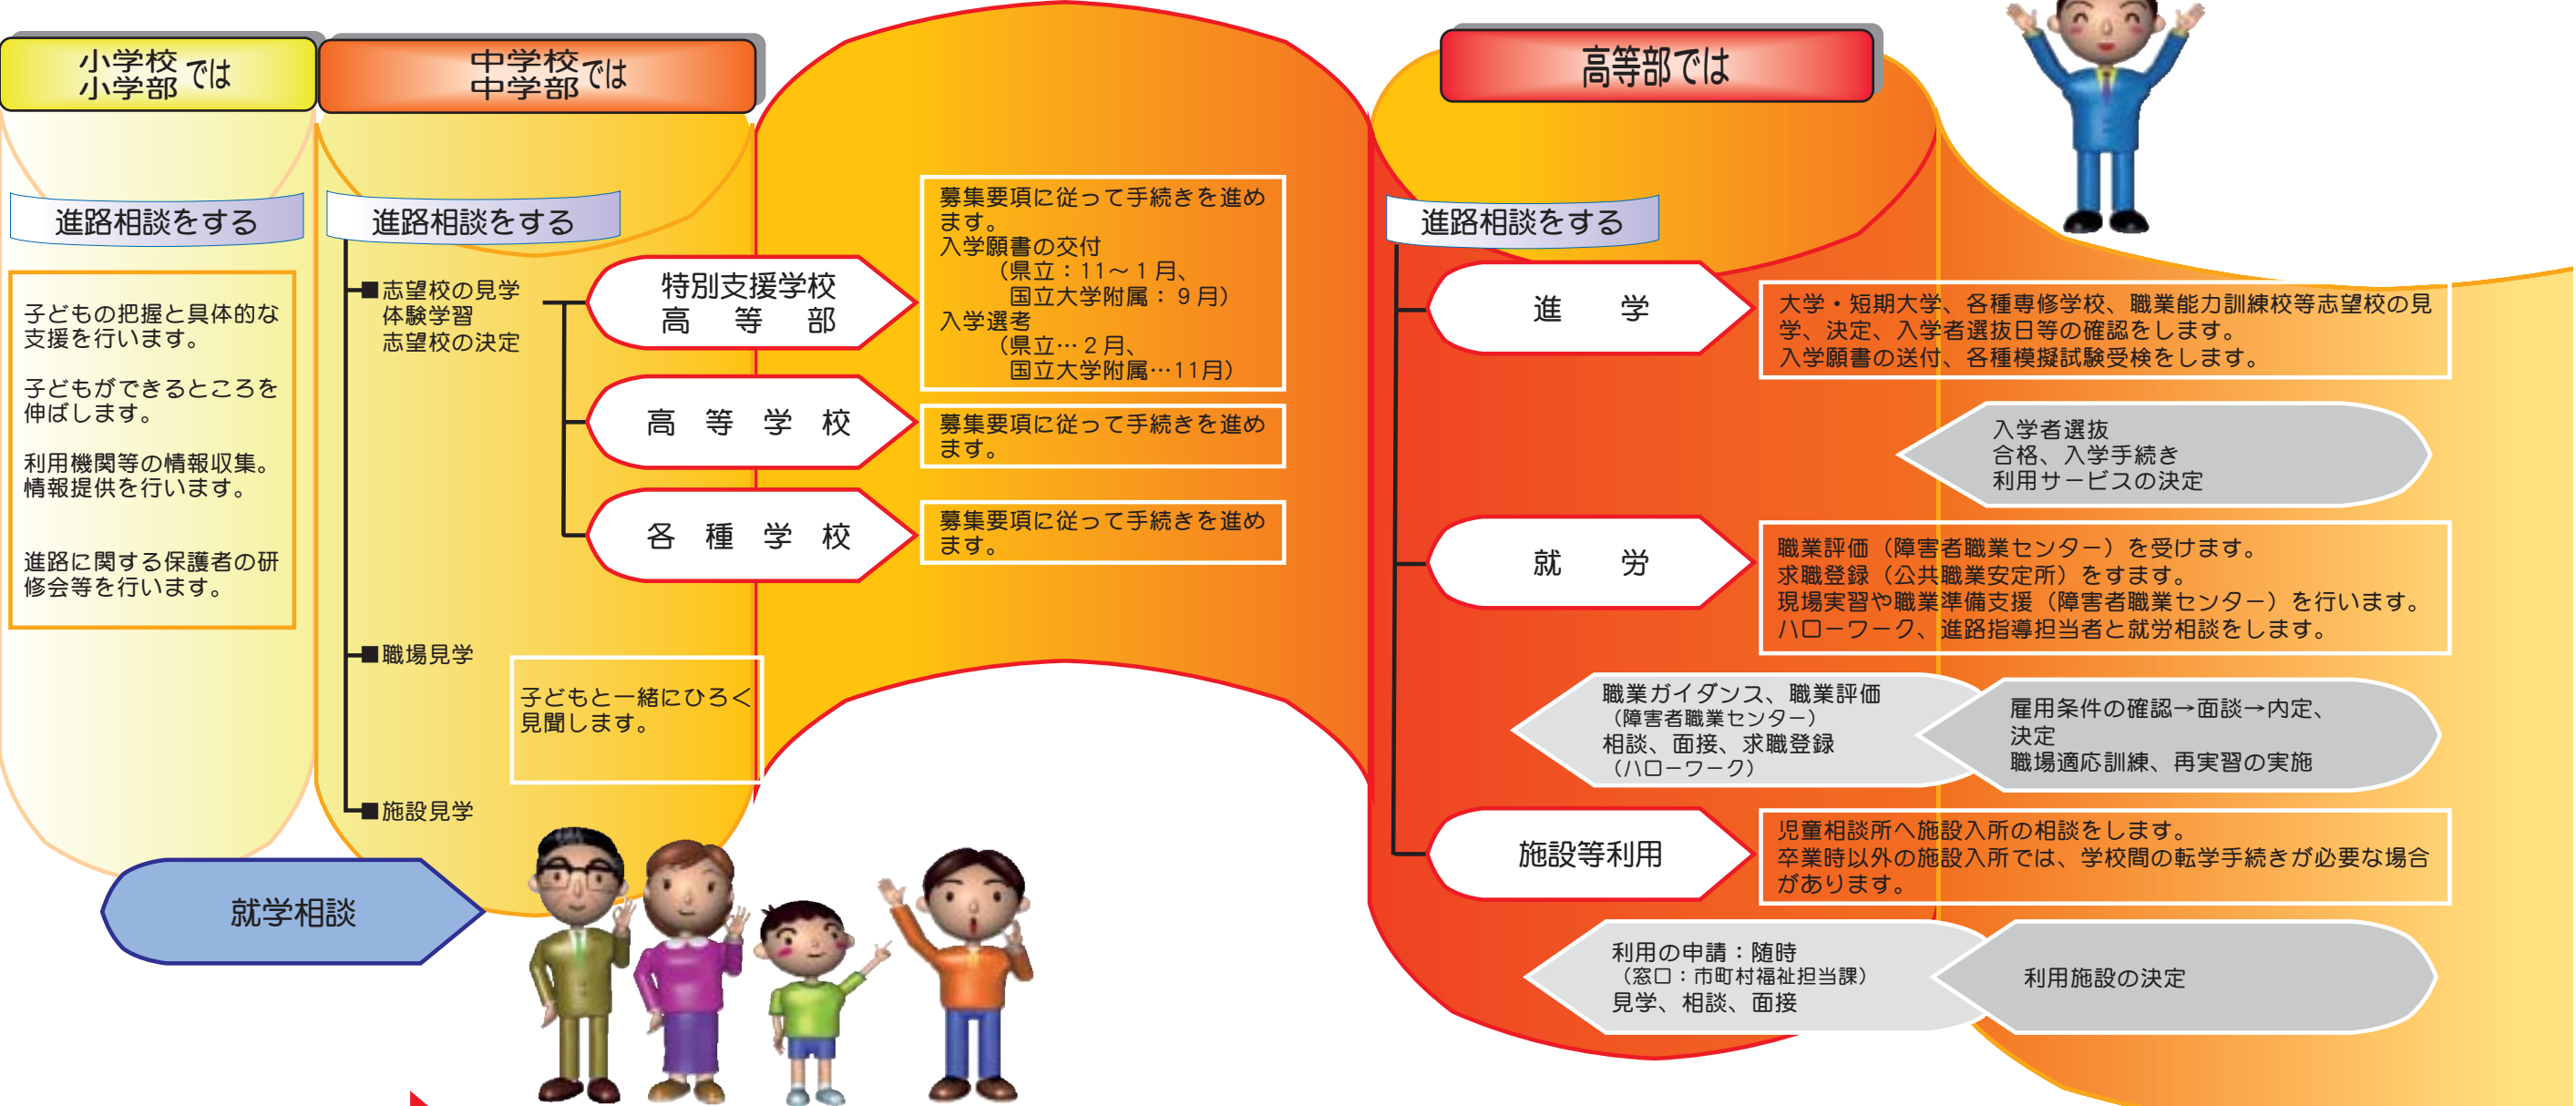 小学校
小学部では
進路相談をする
子どもの把握と具体的な
支援を行います。
子どもができるところを
伸ばします。
利用機関等の情報収集。
情報提供を行います。
進路に関する保護者の研
修会等を行います。
中学校
中学部では
進路相談をする
■志望校の見学
体験学習
志望校の決定
特別支援学校
高等部
募集要項に従って手続きを進め
ます。
入学願書の交付
（県立：11〜1月、
国立大学附属：9月）
入学選考
（県立…2月、
国立大学附属…11月）
高等学校
募集要項に従って手続きを進め
ます。
各種学校
募集要項に従って手続きを進め
ます。
■職場見学
子どもと一緒にひろく
見聞します。
■施設見学
就学相談
高等部では
進路相談をする
進学
大学・短期大学、各種専修学校、職業能力訓練校等志望校の見
学、決定、入学者選抜日等の確認をします。
入学願書の送付、各種模擬試験受検をします。
入学者選抜
合格、入学手続き
利用サービスの決定
就労
職業評価（障害者職業センター）を受けます。
求職登録（公共職業安定所）をすます。
現場実習や職業準備支援（障害者職業センター）を行います。
ハローワーク、進路指導担当者と就労相談をします。
職業ガイダンス、職業評価
（障害者職業センター）
相談、面接、求職登録
（ハローワーク）
雇用条件の確認→面談→内定、
決定
職場適応訓練、再実習の実施
施設等利用
児童相談所へ施設入所の相談をします。
卒業時以外の施設入所では、学校間の転学手続きが必要な場合
があります。
利用の申請：随時
（窓口：市町村福祉担当課）
見学、相談、面接
利用施設の決定